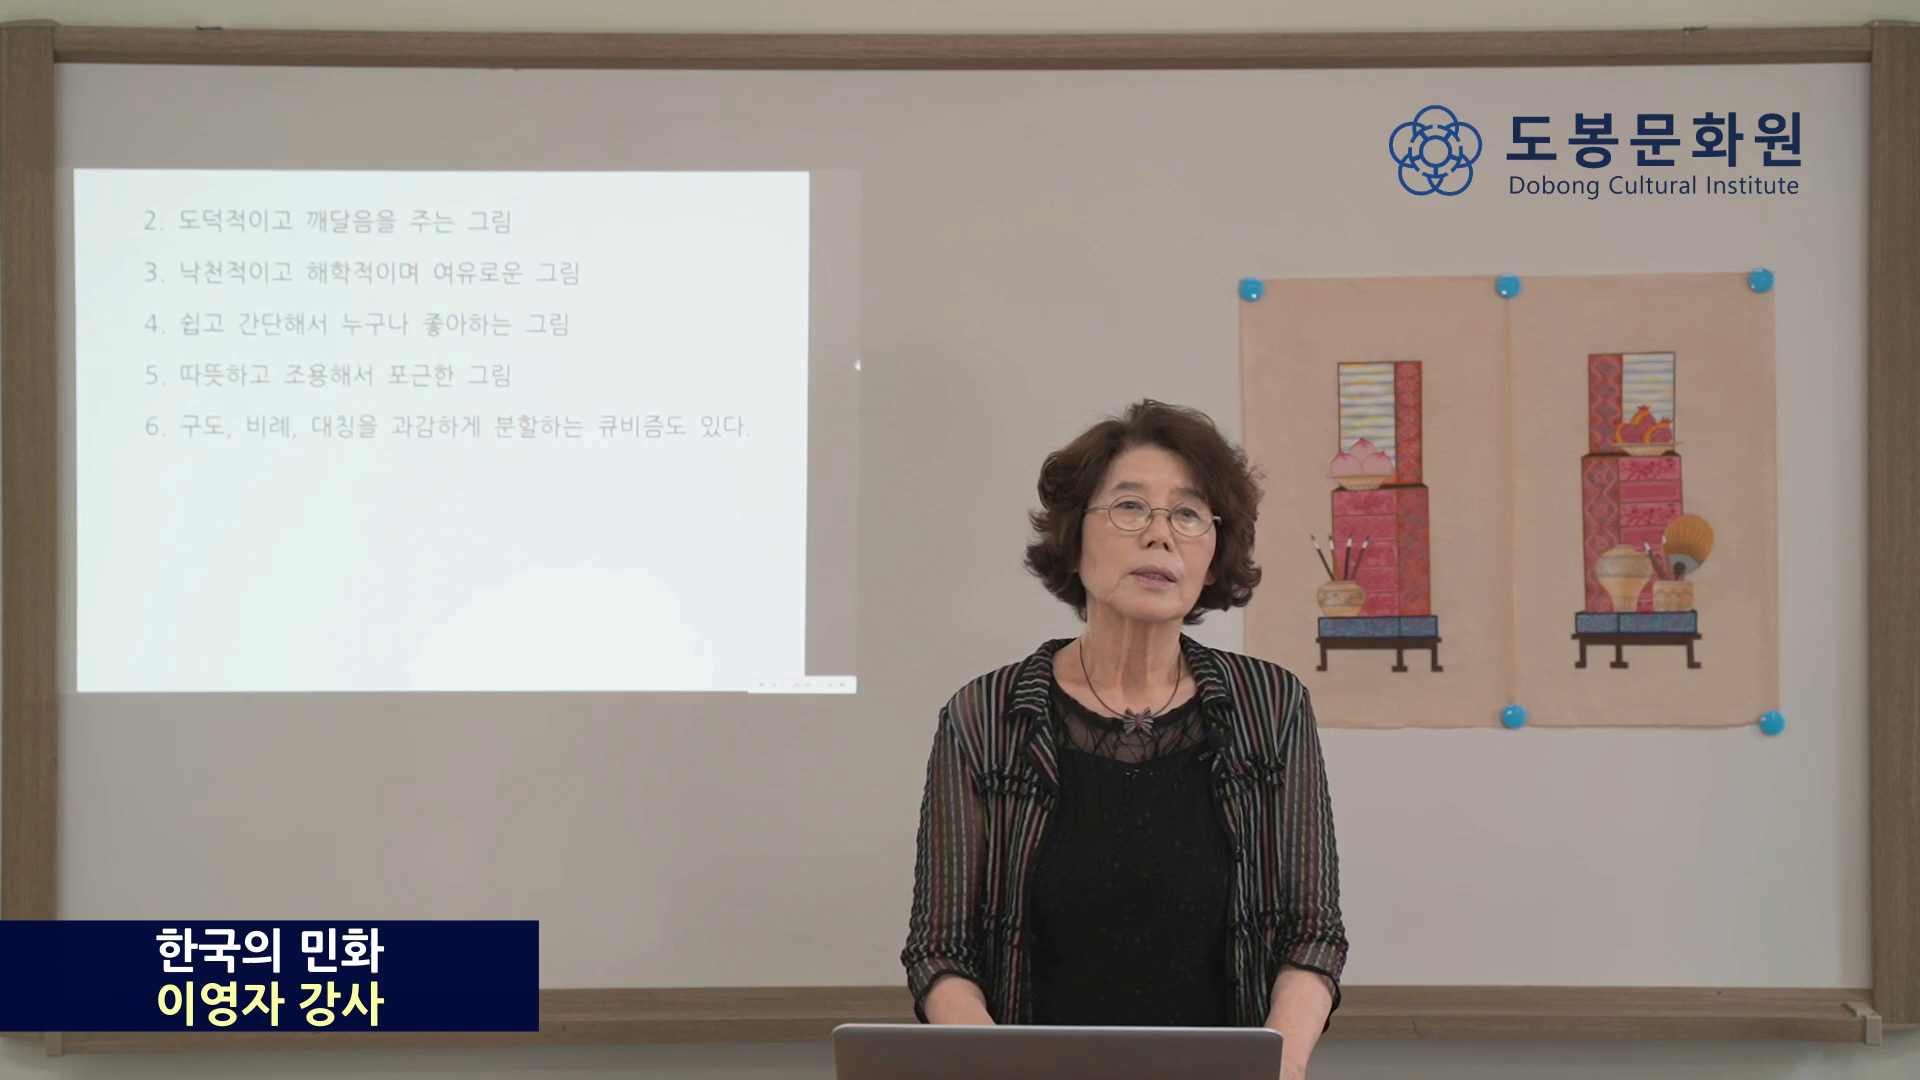 도봉문화원
Dobong Cultural Institute
2. 도덕적이고 깨달음을 주는 그림
3. 낙천적이고 해학적이며 여유로운 그림
4. 쉽고 간단해서 누구나 좋아하는 그림
5. 따뜻하고 조용해서 포근한 그림
6. 구도, 비례, 대칭을 과감하게 분할하는 큐비즘도 있다.
한국의 민화
이영자 강사